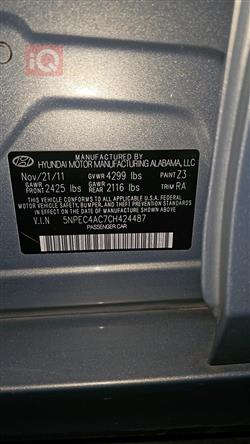 iQ
HYUNDAI MOTOR MANUFACTURING ALABAMA, LLC
Nov/21/11 GVWR 4299 lbs PAINT Z3
GAWR FRONT 2425 lbs GAWR REAR 2116 lbs TRIM RA
THIS VEHICLE CONFORMS TO ALL APPLICABLE U.S. FEDERAL
MOTOR VEHICLE SAFETY, BUMPER, AND THEFT PREVENTION
STANDARDS IN EFFECT ON THE DATE OF MANUFACTURE SHOWN ABOVE.
V.I.N 5NPEC4AC7CH424487
PASSENGER CAR